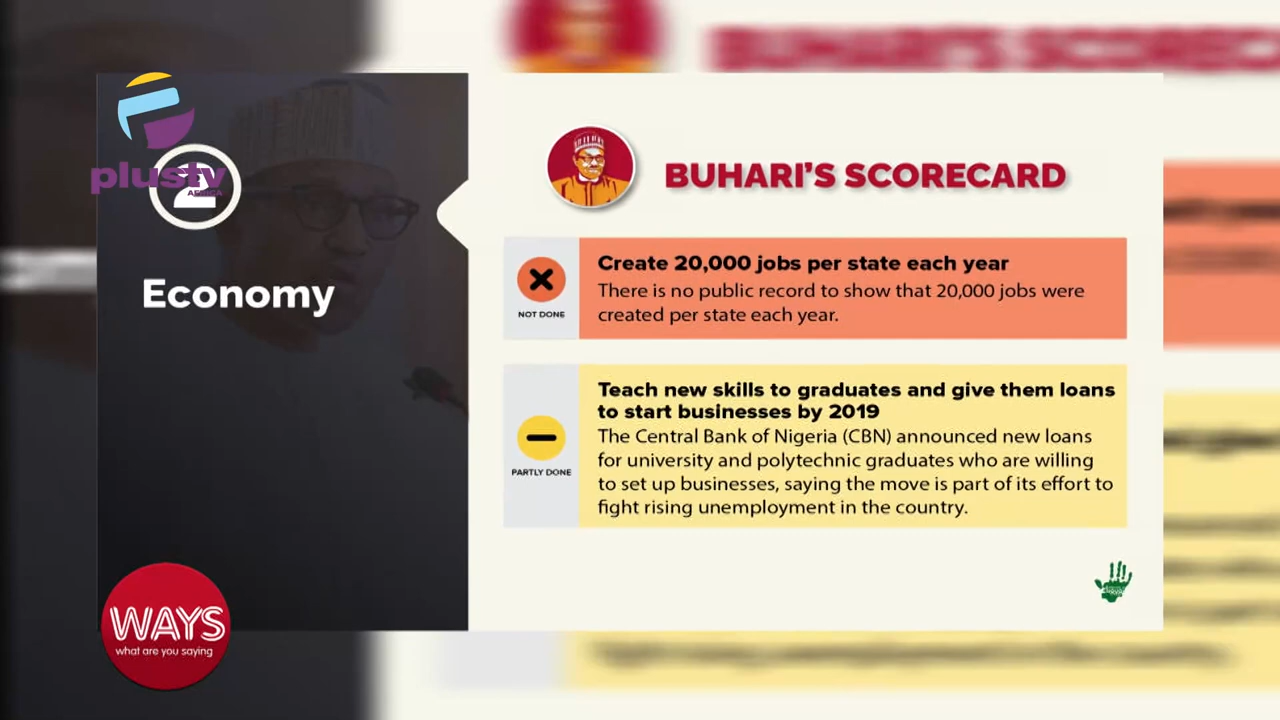 plustv
AFRICA
2
Economy
BUHARI'S SCORECARD
NOT DONE
Create 20,000 jobs per state each year
There is no public record to show that 20,000 jobs were
created per state each year.
PARTLY DONE
Teach new skills to graduates and give them loans
to start businesses by 2019
The Central Bank of Nigeria (CBN) announced new loans
for university and polytechnic graduates who are willing
to set up businesses, saying the move is part of its effort to
fight rising unemployment in the country.
WAYS
what are you saying
BUHARI'S SCOREC